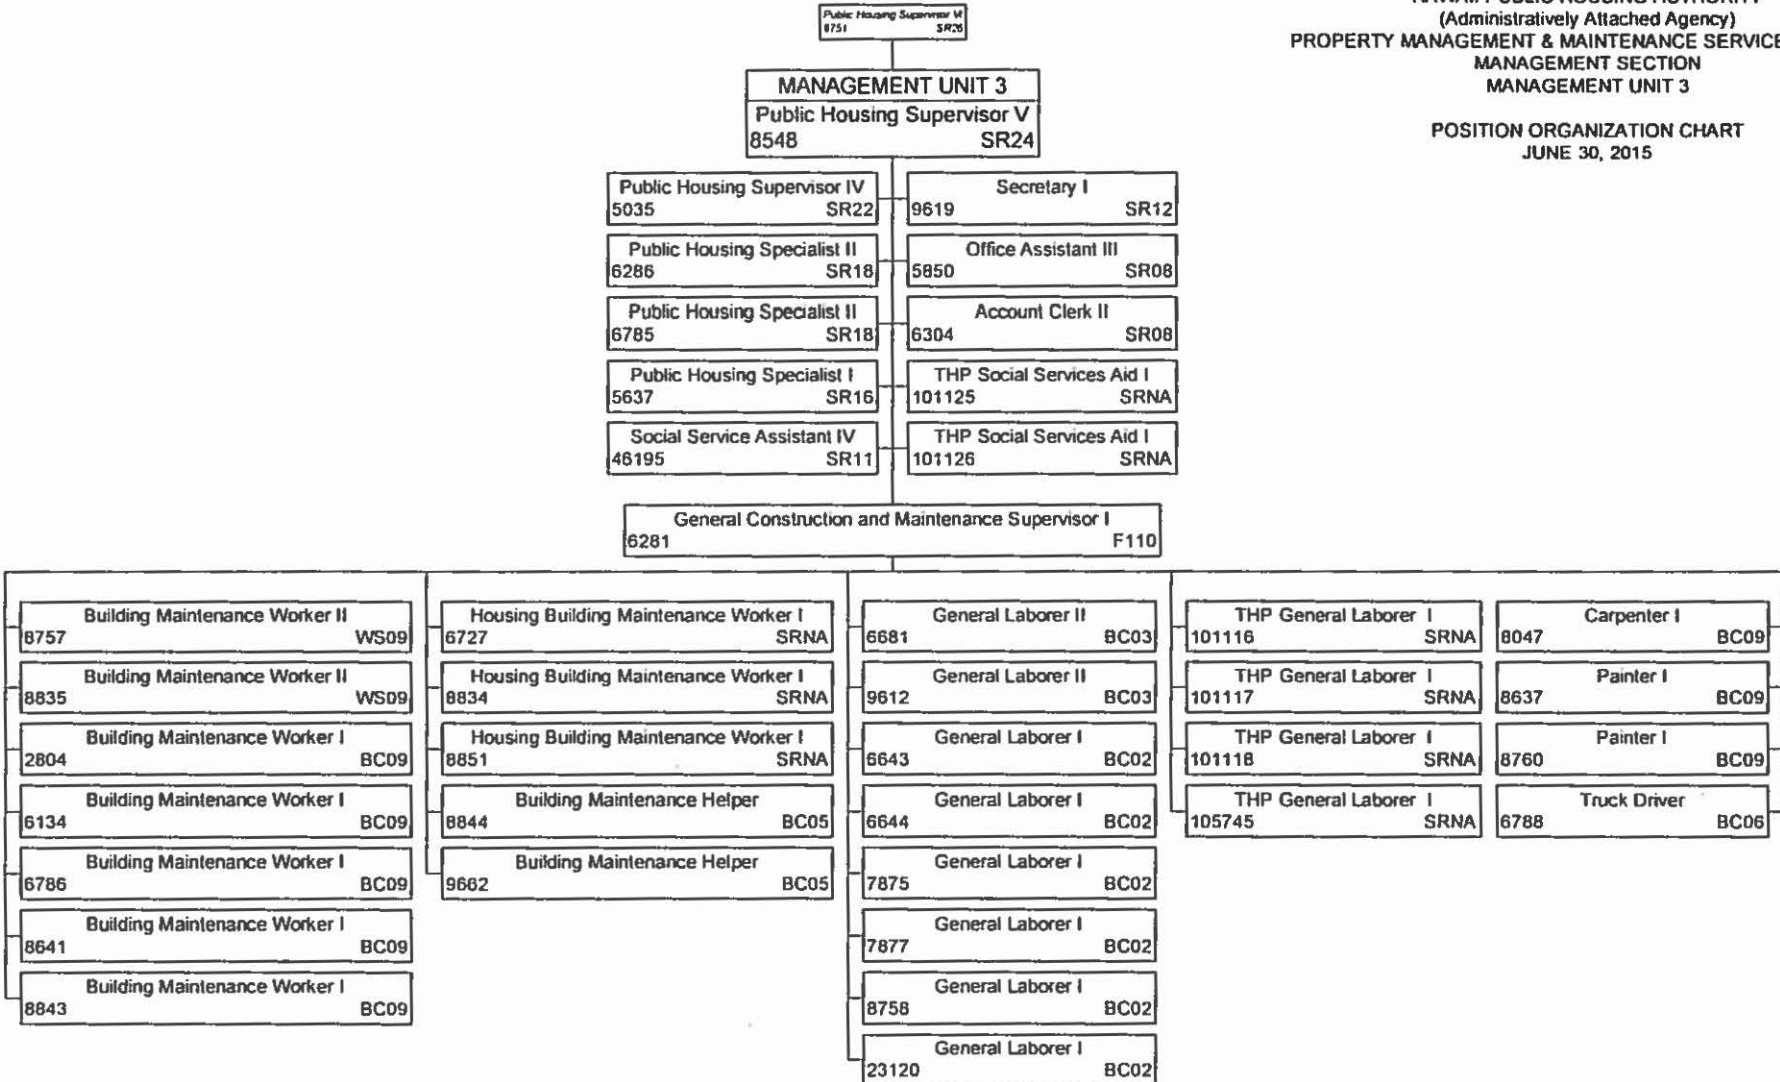 Public Housing Supervisor VI
8751 SR26
(Administratively Attached Agency)
PROPERTY MANAGEMENT & MAINTENANCE SERVICE
MANAGEMENT SECTION
MANAGEMENT UNIT 3
POSITION ORGANIZATION CHART
JUNE 30, 2015
MANAGEMENT UNIT 3
Public Housing Supervisor V
8548 SR24
Public Housing Supervisor IV
5035 SR22
Secretary I
9619 SR12
Public Housing Specialist II
6286 SR18
Office Assistant III
5850 SR08
Public Housing Specialist II
6785 SR18
Account Clerk II
6304 SR08
Public Housing Specialist I
5637 SR16
THP Social Services Aid I
101125 SRNA
Social Service Assistant IV
46195 SR11
THP Social Services Aid I
101126 SRNA
General Construction and Maintenance Supervisor I
6281 F110
Building Maintenance Worker II
8757 WS09
Building Maintenance Worker II
8835 WS09
Building Maintenance Worker I
2804 BC09
Building Maintenance Worker I
6134 BC09
Building Maintenance Worker I
6786 BC09
Building Maintenance Worker I
8641 BC09
Building Maintenance Worker I
8843 BC09
Housing Building Maintenance Worker I
6727 SRNA
Housing Building Maintenance Worker I
8834 SRNA
Housing Building Maintenance Worker I
8851 SRNA
Building Maintenance Helper
8844 BC05
Building Maintenance Helper
9662 BC05
General Laborer II
6681 BC03
General Laborer II
9612 BC03
General Laborer I
6643 BC02
General Laborer I
6644 BC02
General Laborer I
7875 BC02
General Laborer I
7877 BC02
General Laborer I
8758 BC02
General Laborer I
23120 BC02
THP General Laborer I
101116 SRNA
THP General Laborer I
101117 SRNA
THP General Laborer I
101118 SRNA
THP General Laborer I
105745 SRNA
Carpenter I
8047 BC09
Painter I
8637 BC09
Painter I
8760 BC09
Truck Driver
6788 BC06